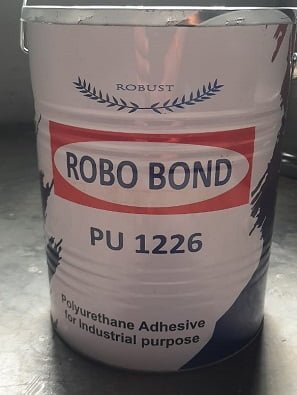 ROBUST
ROBO BOND
PU 1226
Polyurethane Adhesive
for Industrial purpose